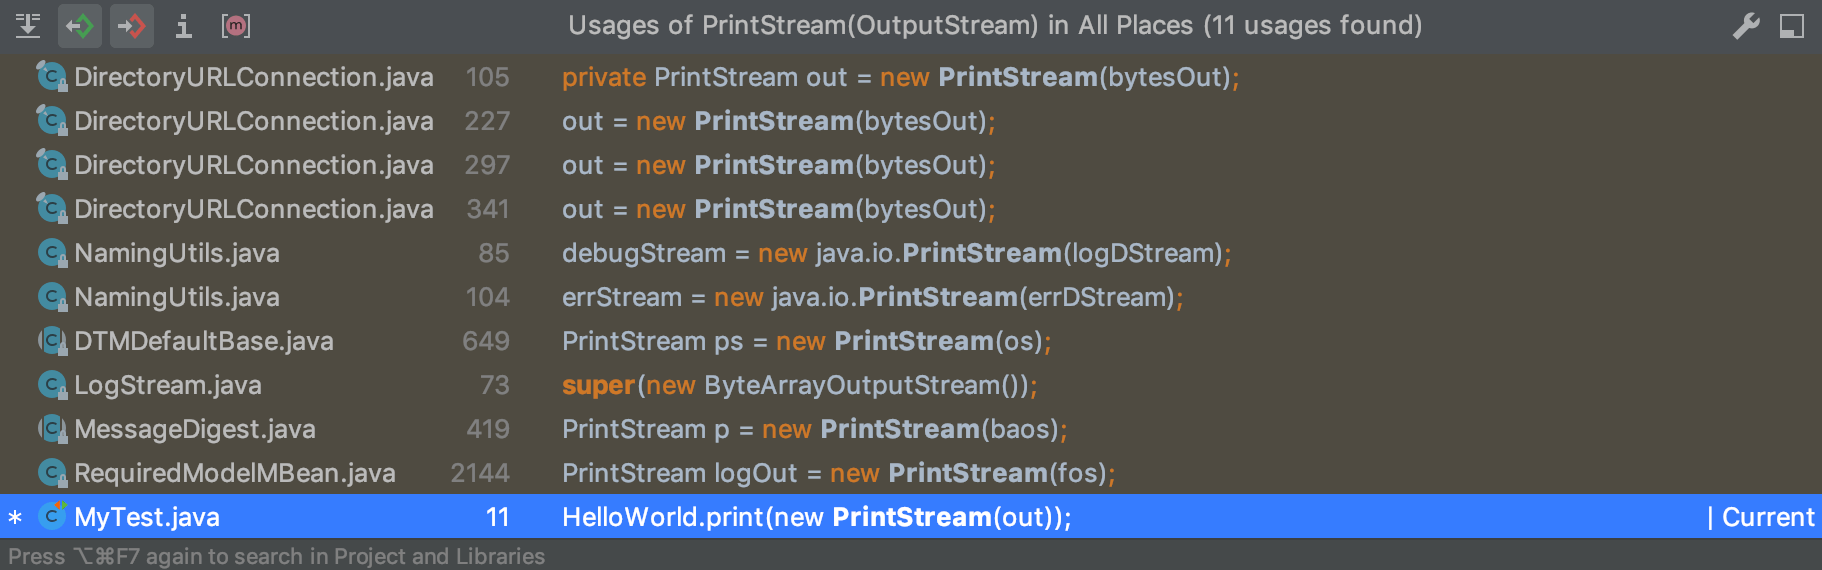 Usages of PrintStream(OutputStream) in All Places (11 usages found)
DirectoryURLConnection.java 105 private PrintStream out = new PrintStream(bytesOut);
DirectoryURLConnection.java 227 out = new PrintStream(bytesOut);
DirectoryURLConnection.java 297 out = new PrintStream(bytesOut);
DirectoryURLConnection.java 341 out = new PrintStream(bytesOut);
NamingUtils.java 85 debugStream = new java.io.PrintStream(logDStream);
NamingUtils.java 104 errStream = new java.io.PrintStream(errDStream);
DTMDefaultBase.java 649 PrintStream ps = new PrintStream(os);
LogStream.java 73 super(new ByteArrayOutputStream());
MessageDigest.java 419 PrintStream p = new PrintStream(baos);
RequiredModelMBean.java 2144 PrintStream logOut = new PrintStream(fos);
* MyTest.java 11 HelloWorld.print(new PrintStream(out)); | Current
Press ⌥⌘F7 again to search in Project and Libraries